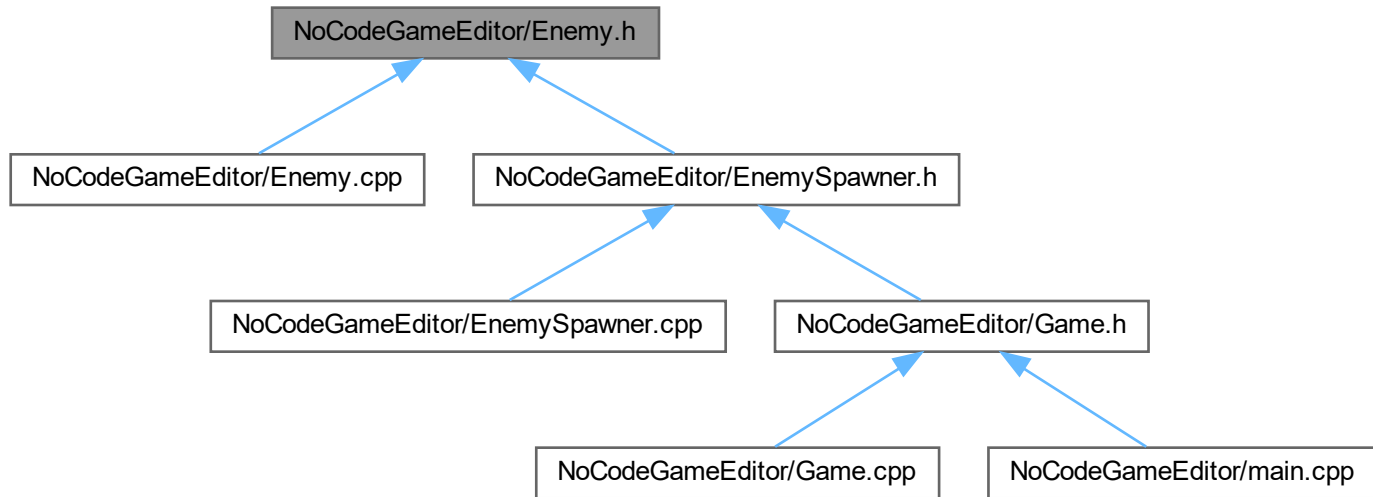 NoCodeGameEditor/Enemy.h
NoCodeGameEditor/Enemy.cpp
NoCodeGameEditor/EnemySpawner.h
NoCodeGameEditor/EnemySpawner.cpp
NoCodeGameEditor/Game.h
NoCodeGameEditor/Game.cpp
NoCodeGameEditor/main.cpp